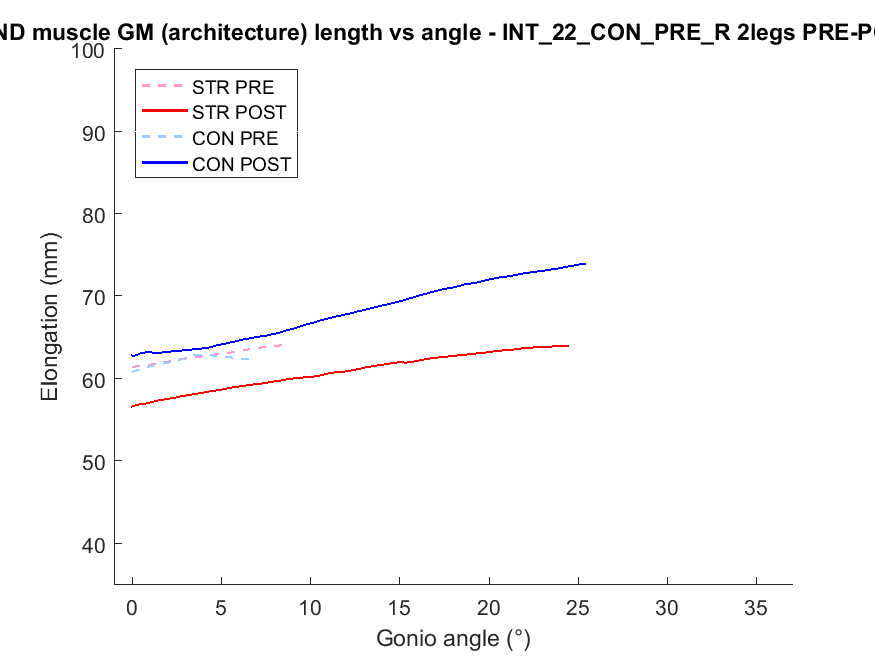 ND muscle GM (architecture) length vs angle - INT_22_CON_PRE_R 2legs PRE-PO
100
90
80
70
60
50
40
STR PRE
STR POST
CON PRE
CON POST
Elongation (mm)
0 5 10 15 20 25 30 35
Gonio angle (°)